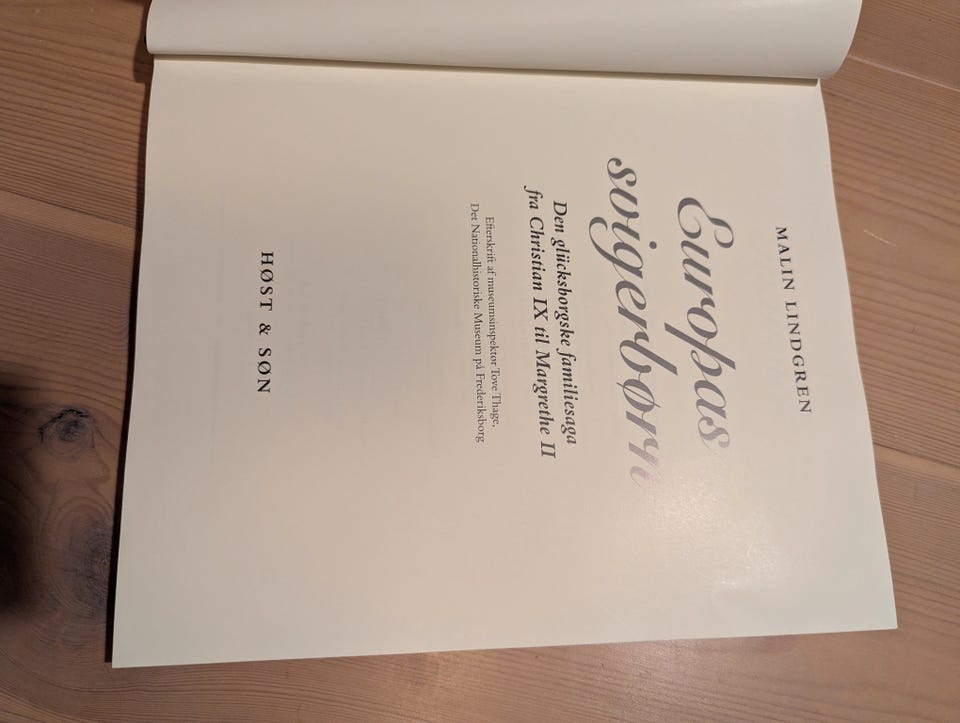 MALIN LINDGREN
Europas
svigerbørn
Den glücksborgske familiesaga
fra Christian IX til Margrethe II
Efterskrift af museumsinspektør Tove Thage,
Det Nationalhistoriske Museum på Frederiksborg
HØST & SØN